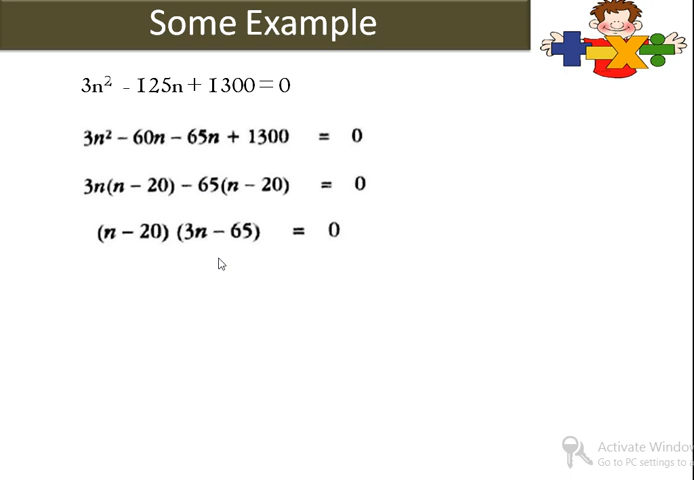 Some Example
3n² - 125n + 1300 = 0
3n² – 60n – 65n + 1300 = 0
3n(n – 20) – 65(n – 20) = 0
(n – 20) (3n – 65) = 0
Activate Windo
Go to PC settings to a